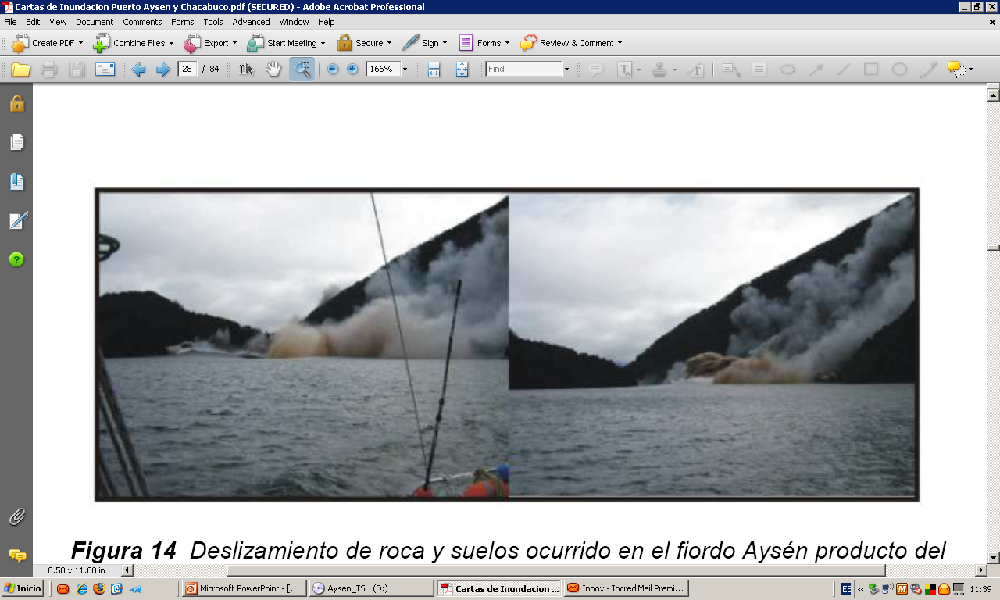 Cartas de Inundacion Puerto Aysen y Chacabuco.pdf (SECURED) - Adobe Acrobat Professional
File Edit View Document Comments Forms Tools Advanced Window Help
Create PDF Combine Files Export Start Meeting Secure Sign Forms Review & Comment
28 / 84 166% Find
Figura 14 Deslizamiento de roca y suelos ocurrido en el fiordo Aysén producto del
8.50 x 11.00 in
Inicio Microsoft PowerPoint - [... Aysen_TSU (D:) Cartas de Inundacion ... Inbox - IncrediMail Premi... ES « 11:39